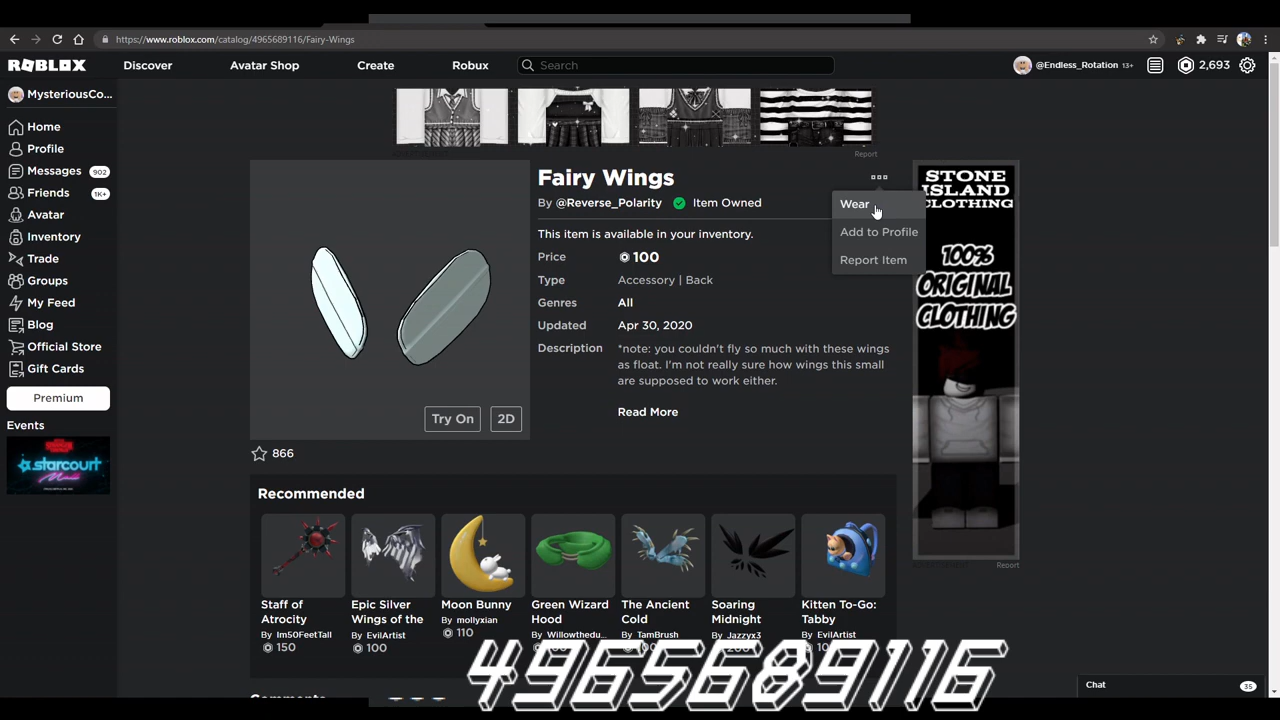 https://www.roblox.com/catalog/4965689116/Fairy-Wings
ROBLOX
Discover
Avatar Shop
Create
Robux
Search
@Endless_Rotation 13+
2,693
MysteriousCo...
Home
Profile
Messages 902
Friends 1K+
Avatar
Inventory
Trade
Groups
My Feed
Blog
Official Store
Gift Cards
Premium
Events
starcourt
Report
Fairy Wings
By @Reverse_Polarity Item Owned
This item is available in your inventory.
Price 100
Type Accessory | Back
Genres All
Updated Apr 30, 2020
Description *note: you couldn't fly so much with these wings
as float. I'm not really sure how wings this small
are supposed to work either.
Read More
Wear
Add to Profile
Report Item
Try On
2D
866
STONE
ISLAND
CLOTHING
100%
ORIGINAL
CLOTHING
Report
Recommended
Staff of
Atrocity
By Im50FeetTall
150
Epic Silver
Wings of the
By EvilArtist
100
Moon Bunny
By mollyxian
110
Green Wizard
Hood
By Willowthedu...
The Ancient
Cold
By TamBrush
Soaring
Midnight
By Jazzyx3
Kitten To-Go:
Tabby
By EvilArtist
4965689116
Comments
Chat 35